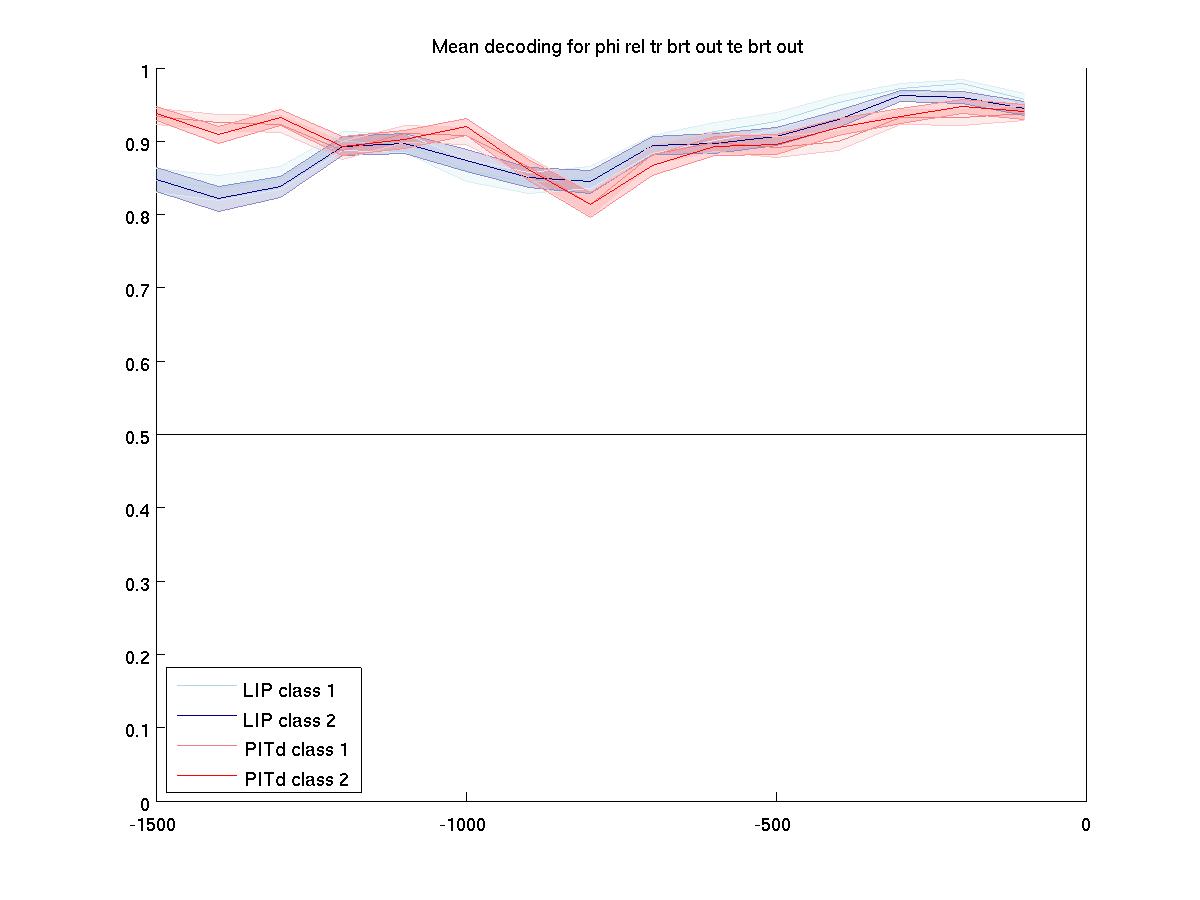 Mean decoding for phi rel tr brt out te brt out
1
0.9
0.8
0.7
0.6
0.5
0.4
0.3
0.2
0.1
0
LIP class 1
LIP class 2
PITd class 1
PITd class 2
-1500 -1000 -500 0